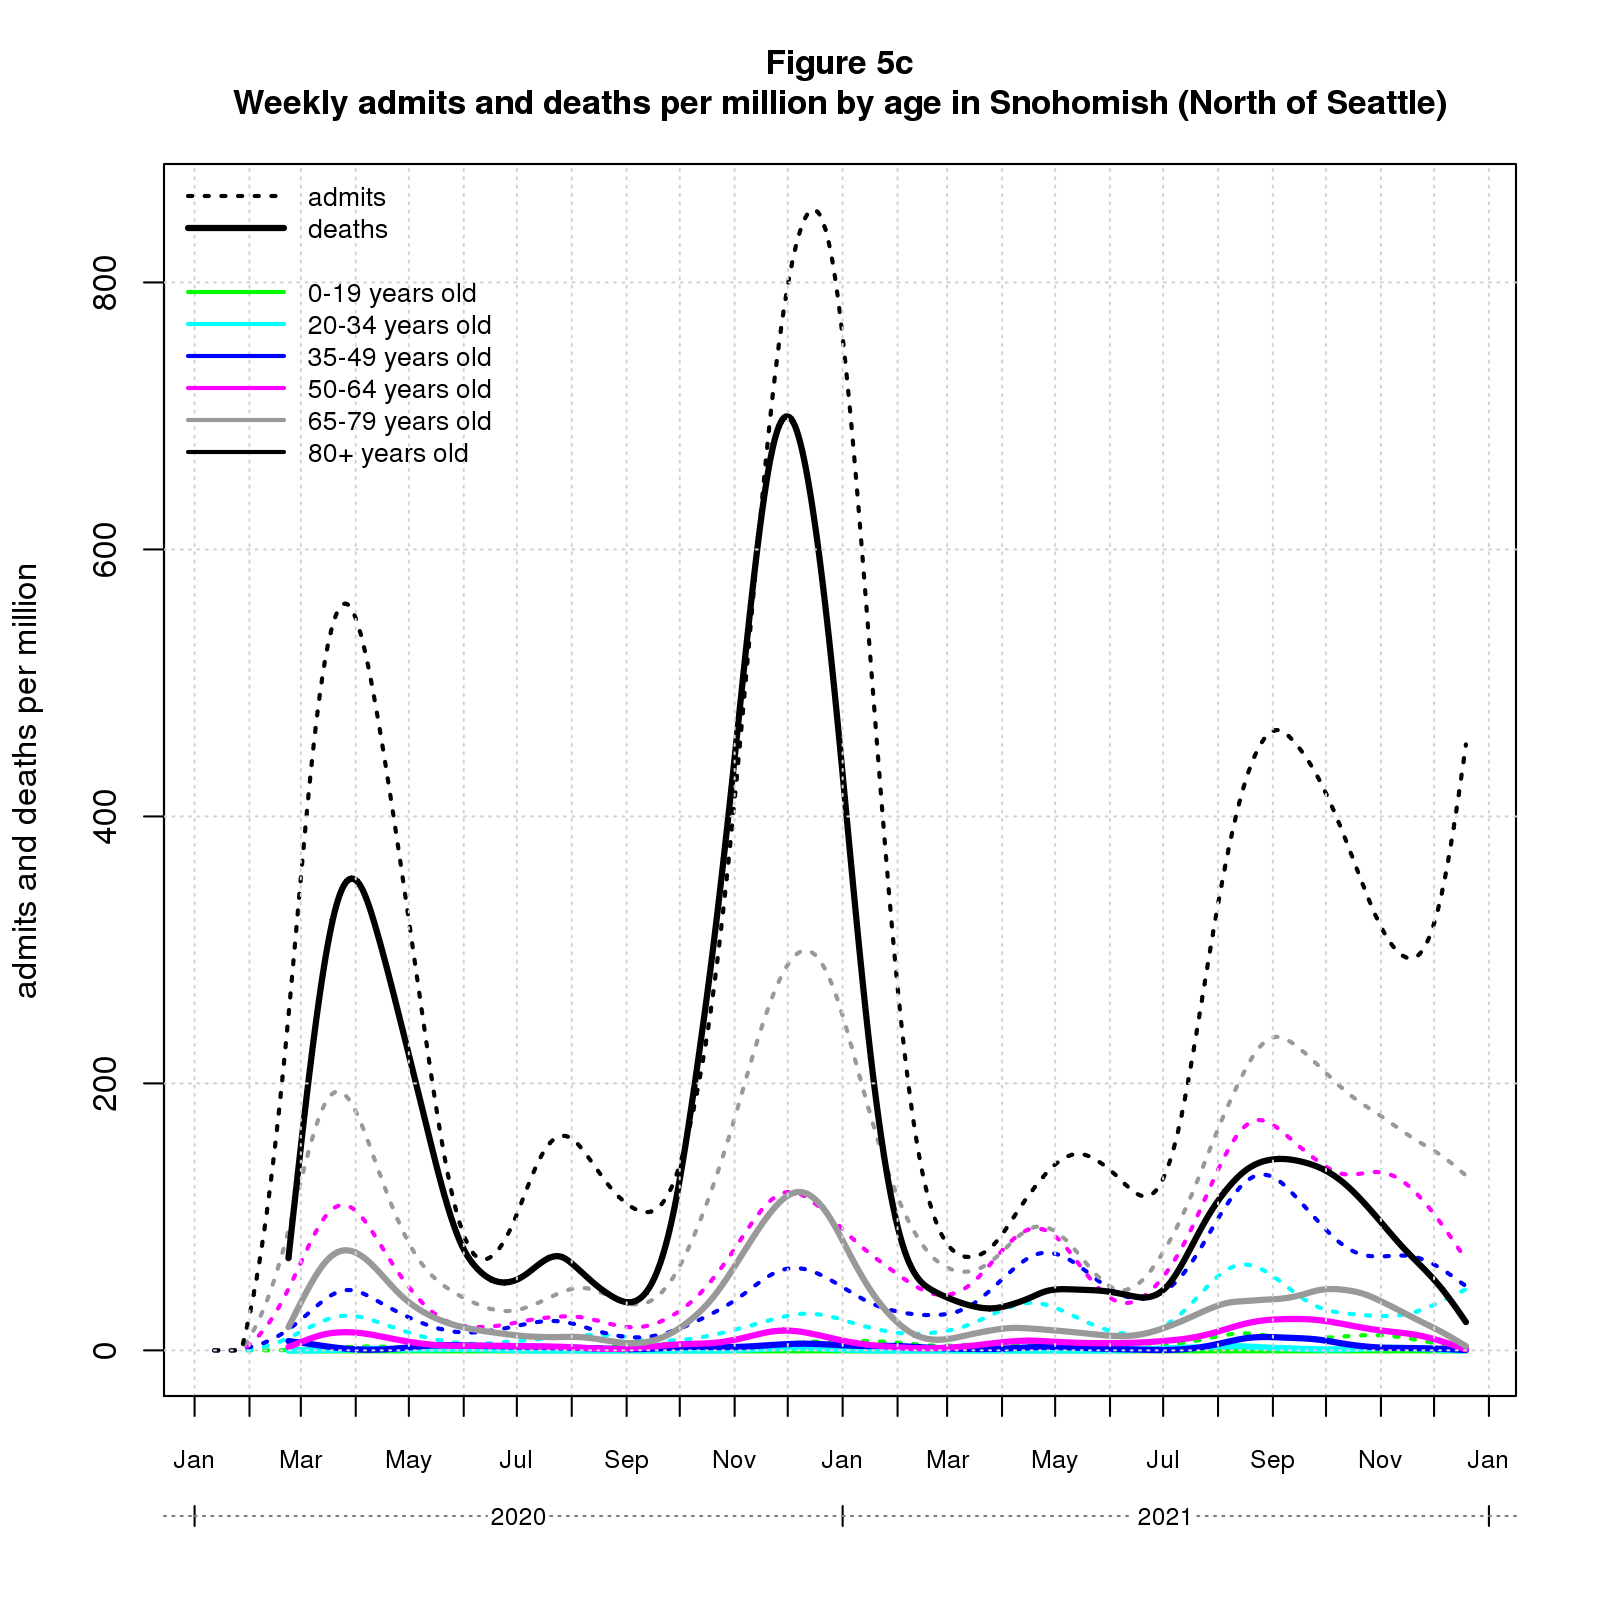 Figure 5c
Weekly admits and deaths per million by age in Snohomish (North of Seattle)
admits
deaths
0-19 years old
20-34 years old
35-49 years old
50-64 years old
65-79 years old
80+ years old
admits and deaths per million
800
600
400
200
0
Jan Mar May Jul Sep Nov Jan Mar May Jul Sep Nov Jan
2020 2021